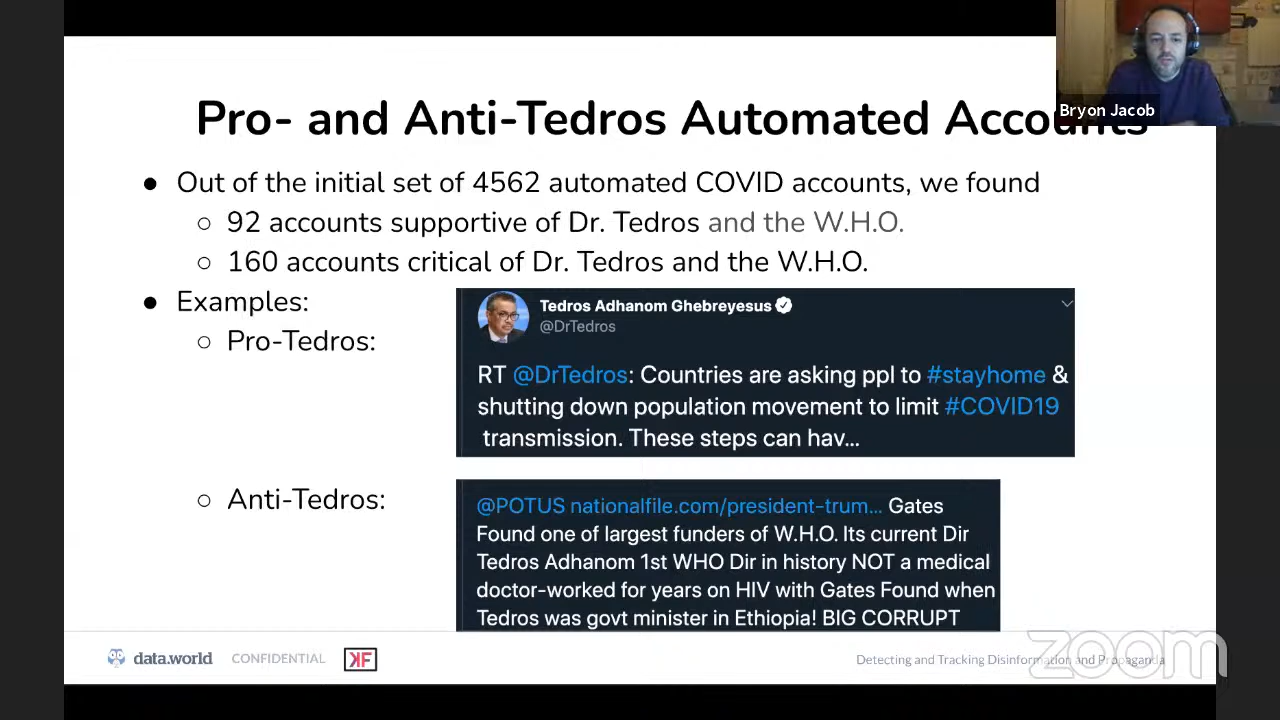 Pro- and Anti-Tedros Automated Accounts
Bryon Jacob
● Out of the initial set of 4562 automated COVID accounts, we found
○ 92 accounts supportive of Dr. Tedros and the W.H.O.
○ 160 accounts critical of Dr. Tedros and the W.H.O.
● Examples:
○ Pro-Tedros:
Tedros Adhanom Ghebreyesus
@DrTedros
RT @DrTedros: Countries are asking ppl to #stayhome &
shutting down population movement to limit #COVID19
transmission. These steps can hav...
○ Anti-Tedros:
@POTUS nationalfile.com/president-trum... Gates
Found one of largest funders of W.H.O. Its current Dir
Tedros Adhanom 1st WHO Dir in history NOT a medical
doctor-worked for years on HIV with Gates Found when
Tedros was govt minister in Ethiopia! BIG CORRUPT
data.world CONFIDENTIAL KF
Detecting and Tracking Disinformation and Propaganda
zoom